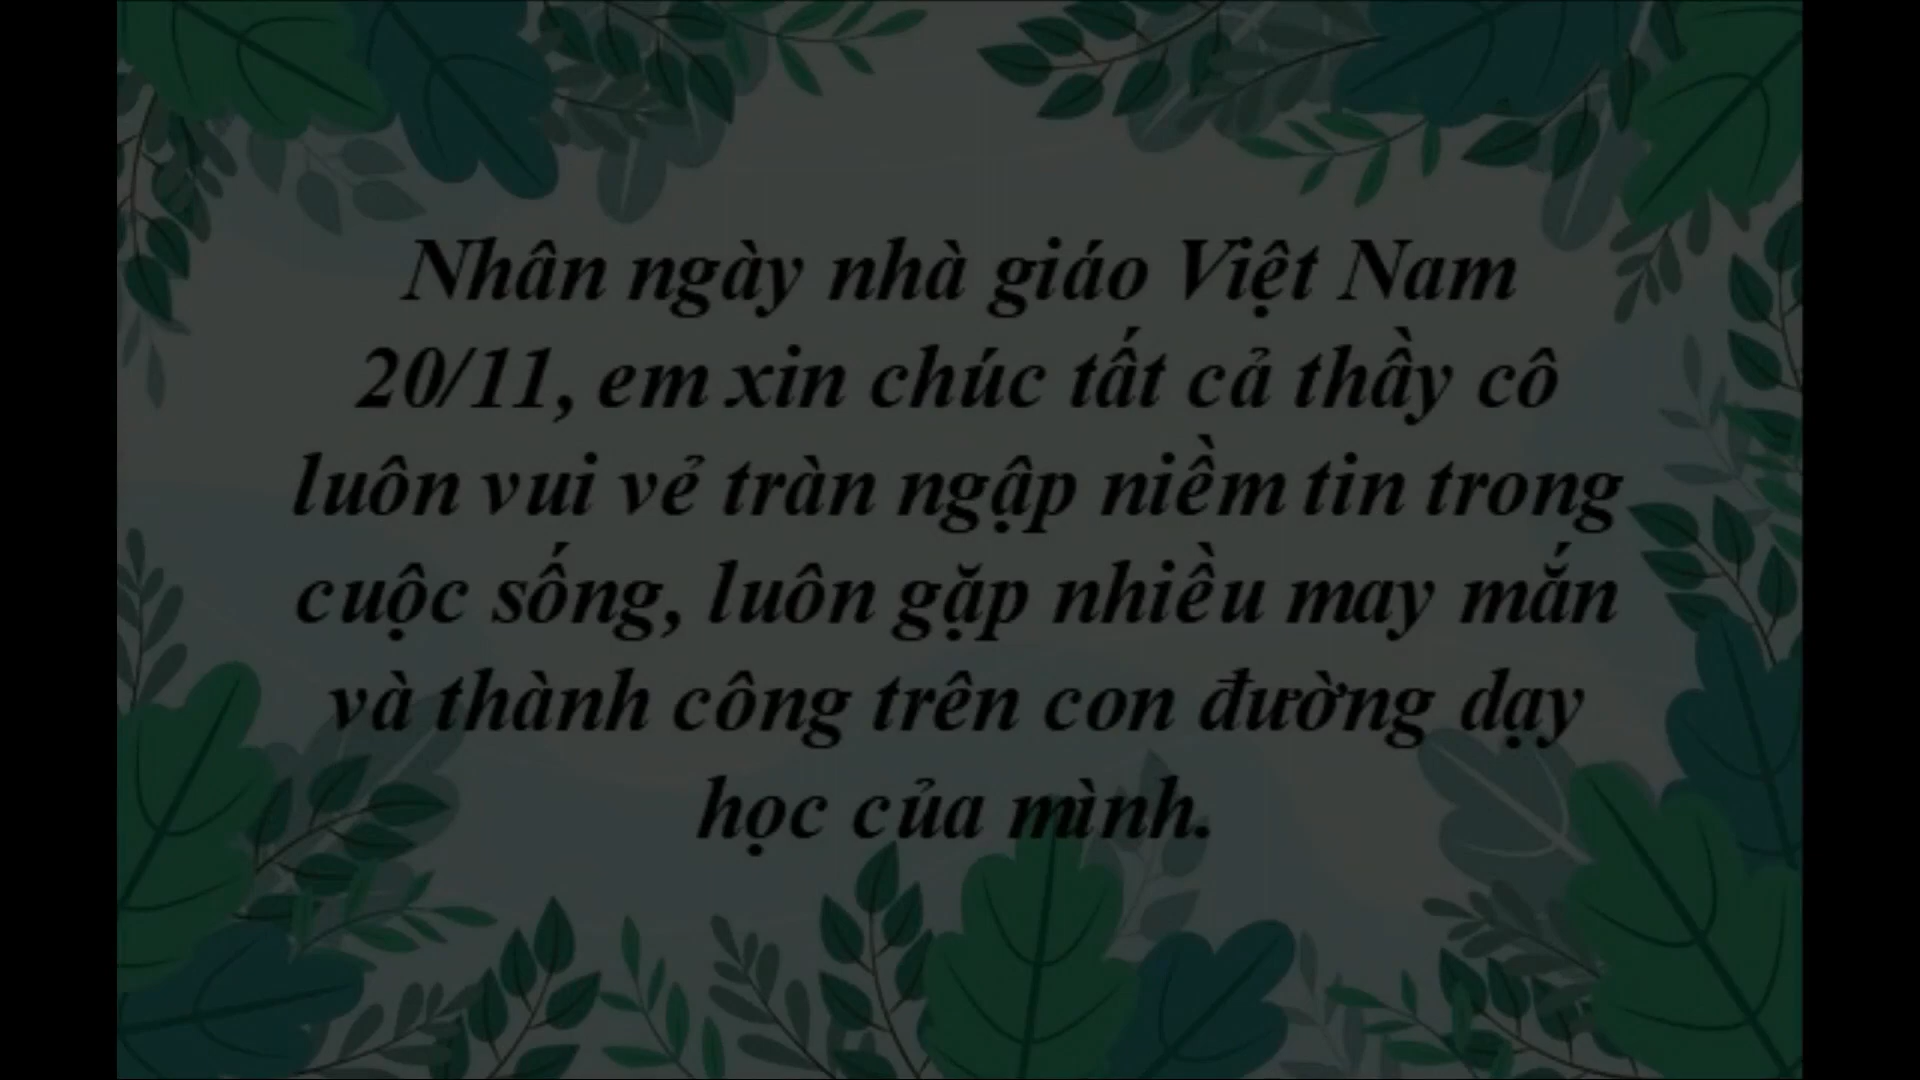 Nhân ngày nhà giáo Việt Nam
20/11, em xin chúc tất cả thầy cô
luôn vui vẻ tràn ngập niềm tin trong
cuộc sống, luôn gặp nhiều may mắn
và thành công trên con đường dạy
học của mình.